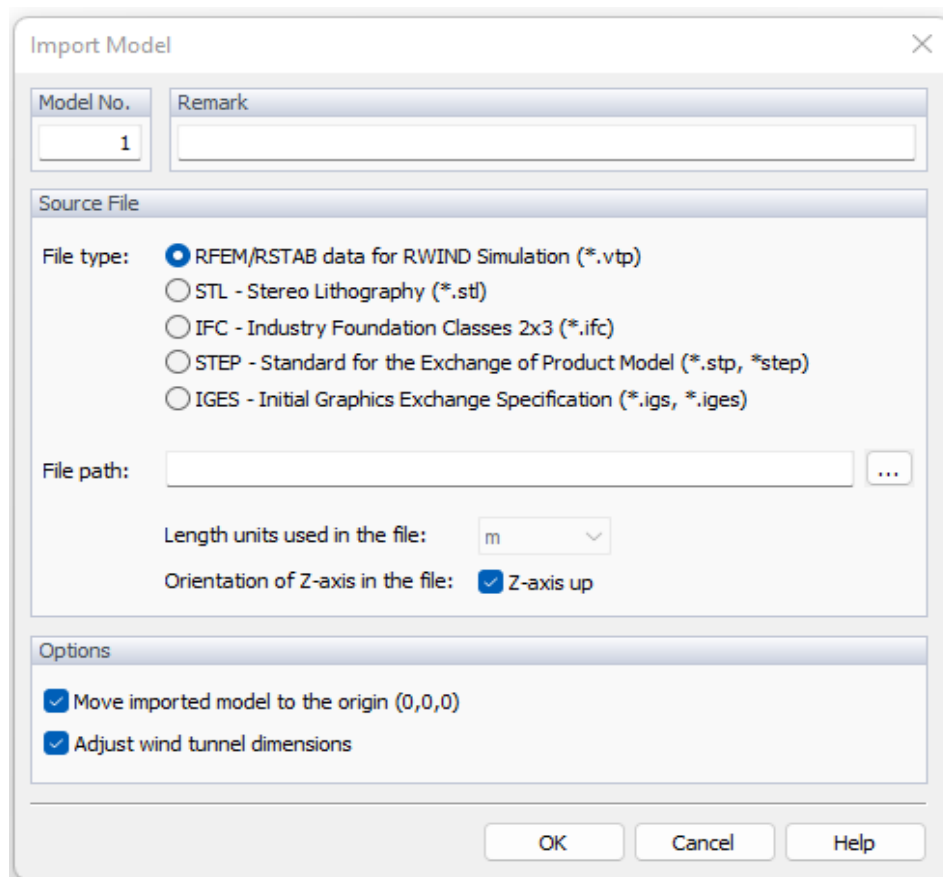 Import Model
Model No.
Remark
1
Source File
File type:
RFEM/RSTAB data for RWIND Simulation (*.vtp)
STL - Stereo Lithography (*.stl)
IFC - Industry Foundation Classes 2x3 (*.ifc)
STEP - Standard for the Exchange of Product Model (*.stp, *step)
IGES - Initial Graphics Exchange Specification (*.igs, *.iges)
File path:
...
Length units used in the file:
m
Orientation of Z-axis in the file:
Z-axis up
Options
Move imported model to the origin (0,0,0)
Adjust wind tunnel dimensions
OK
Cancel
Help